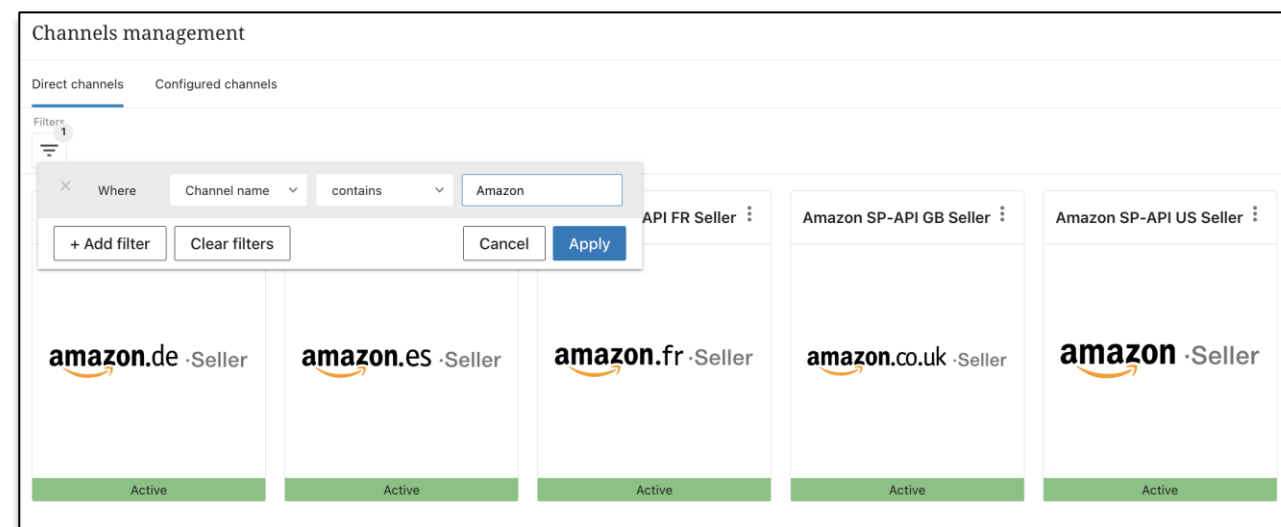 Channels management
Direct channels Configured channels
Filters
1
Where Channel name contains Amazon
+ Add filter Clear filters Cancel Apply
API FR Seller Amazon SP-API GB Seller Amazon SP-API US Seller
amazon.de ·Seller amazon.es ·Seller amazon.fr ·Seller amazon.co.uk ·Seller amazon ·Seller
Active Active Active Active Active